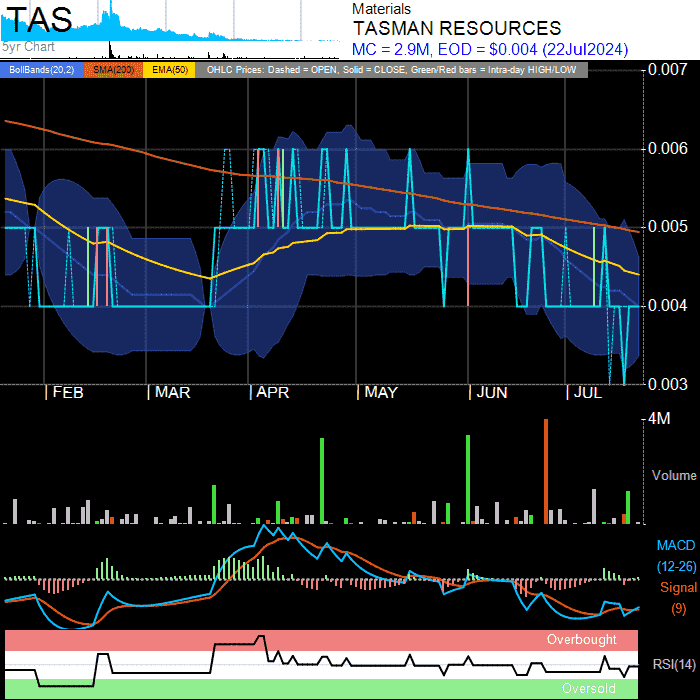 TAS
5yr Chart
Materials
TASMAN RESOURCES
MC = 2.9M, EOD = $0.004 (22Jul2024)
BollBands(20,2) SMA(200) EMA(50) OHLC Prices: Dashed = OPEN, Solid = CLOSE, Green/Red bars = Intra-day HIGH/LOW
0.007
0.006
0.005
0.004
0.003
FEB MAR APR MAY JUN JUL
4M
Volume
MACD
(12-26)
Signal
(9)
Overbought
RSI(14)
Oversold